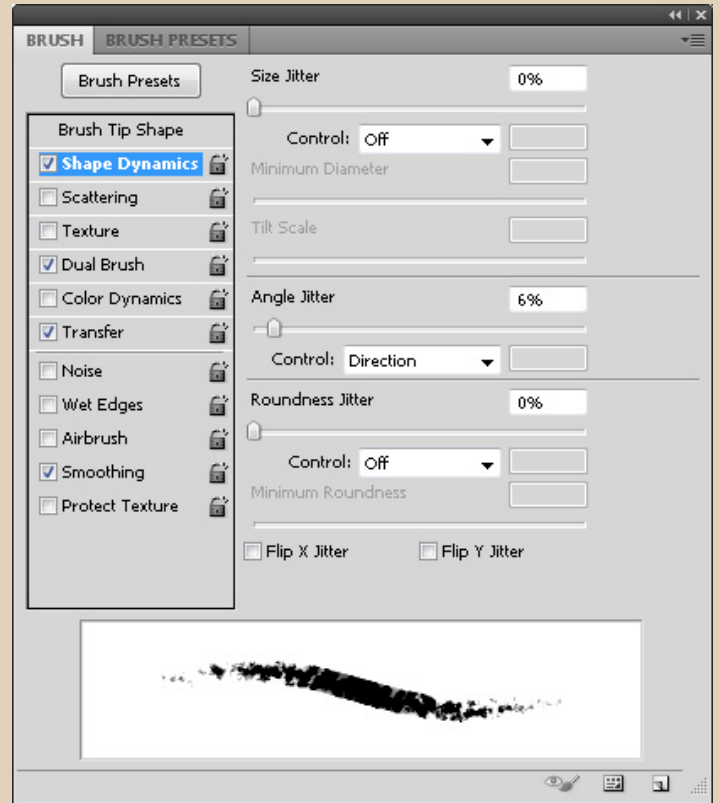 BRUSH BRUSH PRESETS
Brush Presets
Size Jitter 0%
Brush Tip Shape
Control: Off
Shape Dynamics
Minimum Diameter
Scattering
Texture
Tilt Scale
Dual Brush
Color Dynamics
Angle Jitter 6%
Transfer
Control: Direction
Noise
Wet Edges
Roundness Jitter 0%
Airbrush
Control: Off
Smoothing
Minimum Roundness
Protect Texture
Flip X Jitter Flip Y Jitter